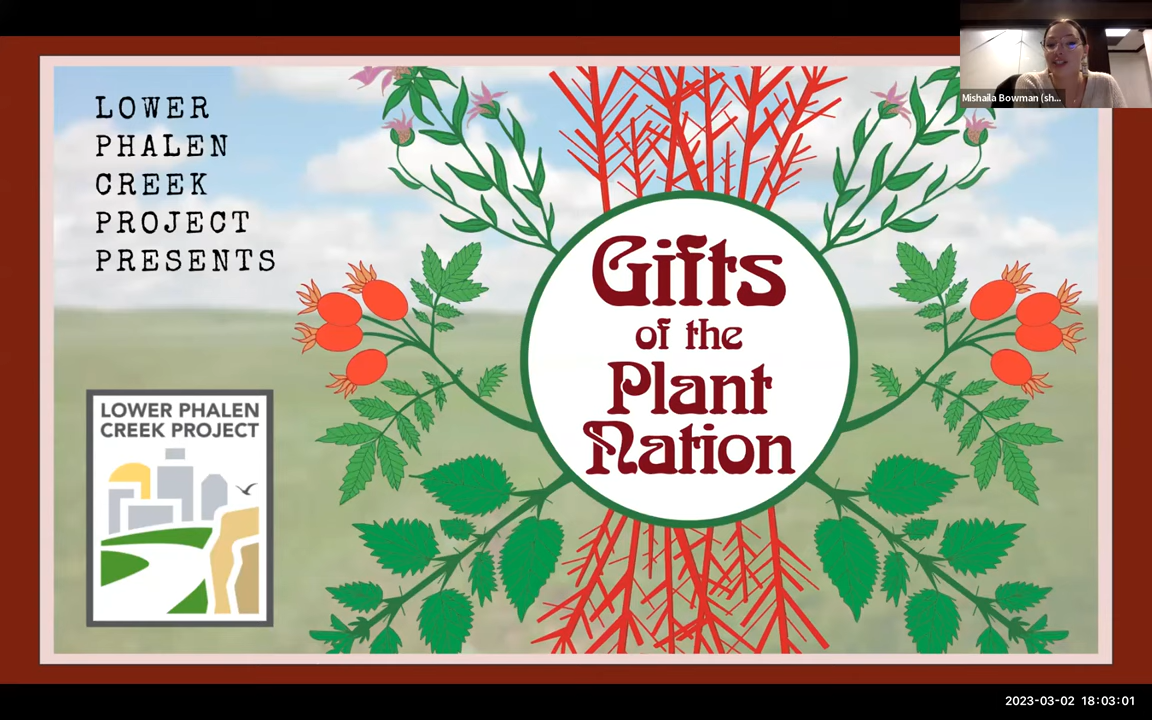 LOWER
PHALEN
CREEK
PROJECT
PRESENTS
Gifts
of the
Plant
Nation
LOWER PHALEN
CREEK PROJECT
Mishaila Bowman (sh...
2023-03-02 18:03:01